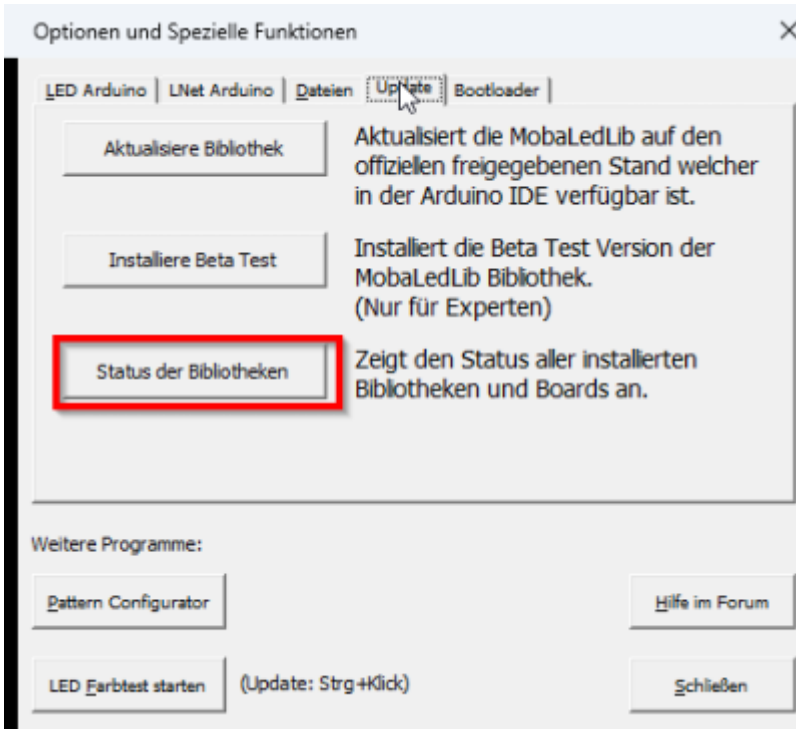 Optionen und Spezielle Funktionen
LED Arduino | LNet Arduino | Dateien | Update | Bootloader |
Aktualisiere Bibliothek
Aktualisiert die MobaLedLib auf den
offiziellen freigegebenen Stand welcher
in der Arduino IDE verfügbar ist.
Installiere Beta Test
Installiert die Beta Test Version der
MobaLedLib Bibliothek.
(Nur für Experten)
Status der Bibliotheken
Zeigt den Status aller installierten
Bibliotheken und Boards an.
Weitere Programme:
Pattern Configurator
Hilfe im Forum
LED Farbtest starten
(Update: Strg+Klick)
Schließen